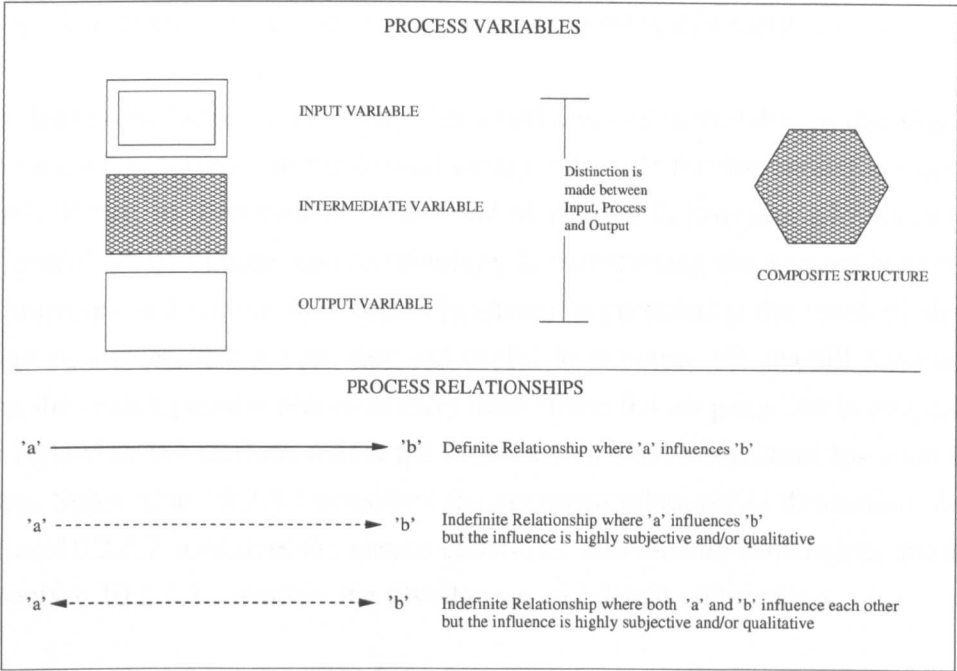 PROCESS VARIABLES
INPUT VARIABLE
INTERMEDIATE VARIABLE
OUTPUT VARIABLE
Distinction is
made between
Input, Process
and Output
COMPOSITE STRUCTURE
PROCESS RELATIONSHIPS
'a' 'b' Definite Relationship where 'a' influences 'b'
'a' 'b' Indefinite Relationship where 'a' influences 'b'
but the influence is highly subjective and/or qualitative
'a' 'b' Indefinite Relationship where both 'a' and 'b' influence each other
but the influence is highly subjective and/or qualitative